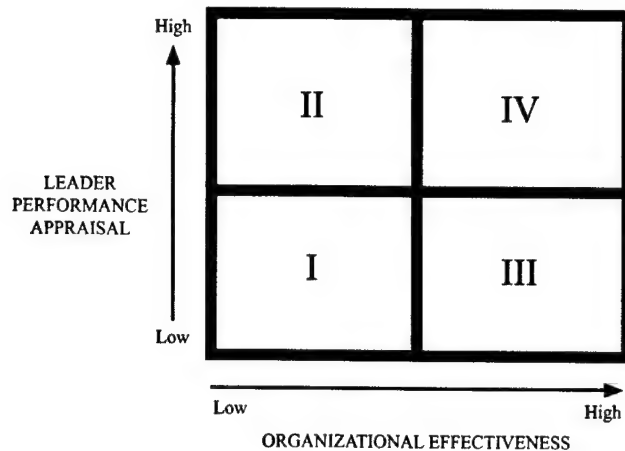 High
II
IV
LEADER
PERFORMANCE
APPRAISAL
I
III
Low
Low
High
ORGANIZATIONAL EFFECTIVENESS